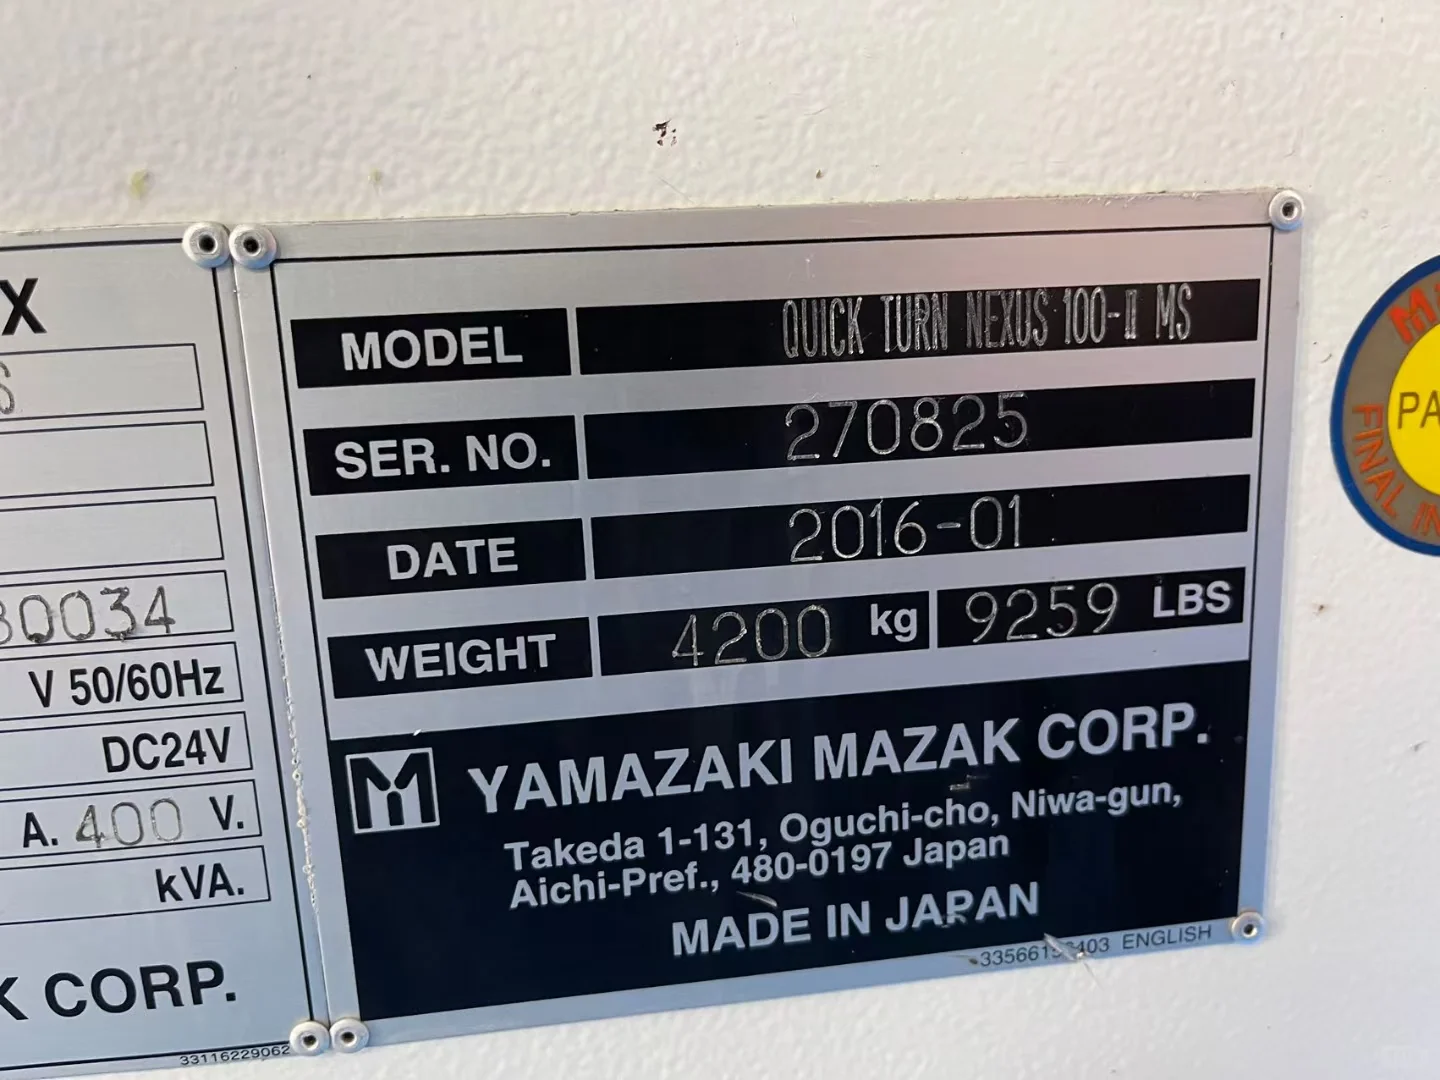 X
S
30034
V 50/60Hz
DC24V
A. 400 V.
kVA.
K CORP.
33116229062
MODEL QUICK TURN NEXUS 100-II MS
SER. NO. 270825
DATE 2016-01
WEIGHT 4200 kg 9259 LBS
YAMAZAKI MAZAK CORP.
Takeda 1-131, Oguchi-cho, Niwa-gun,
Aichi-Pref., 480-0197 Japan
MADE IN JAPAN
ENGLISH
PA
FINAL IN